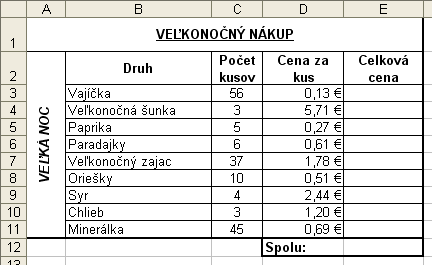 A B C D E
1 VEĽKONOČNÝ NÁKUP
2 Druh Počet kusov Cena za kus Celková cena
VEĽKÁ NOC
3 Vajíčka 56 0,13 €
4 Veľkonočná šunka 3 5,71 €
5 Paprika 5 0,27 €
6 Paradajky 6 0,61 €
7 Veľkonočný zajac 37 1,78 €
8 Oriešky 10 0,51 €
9 Syr 4 2,44 €
10 Chlieb 3 1,20 €
11 Minerálka 45 0,69 €
12 Spolu: